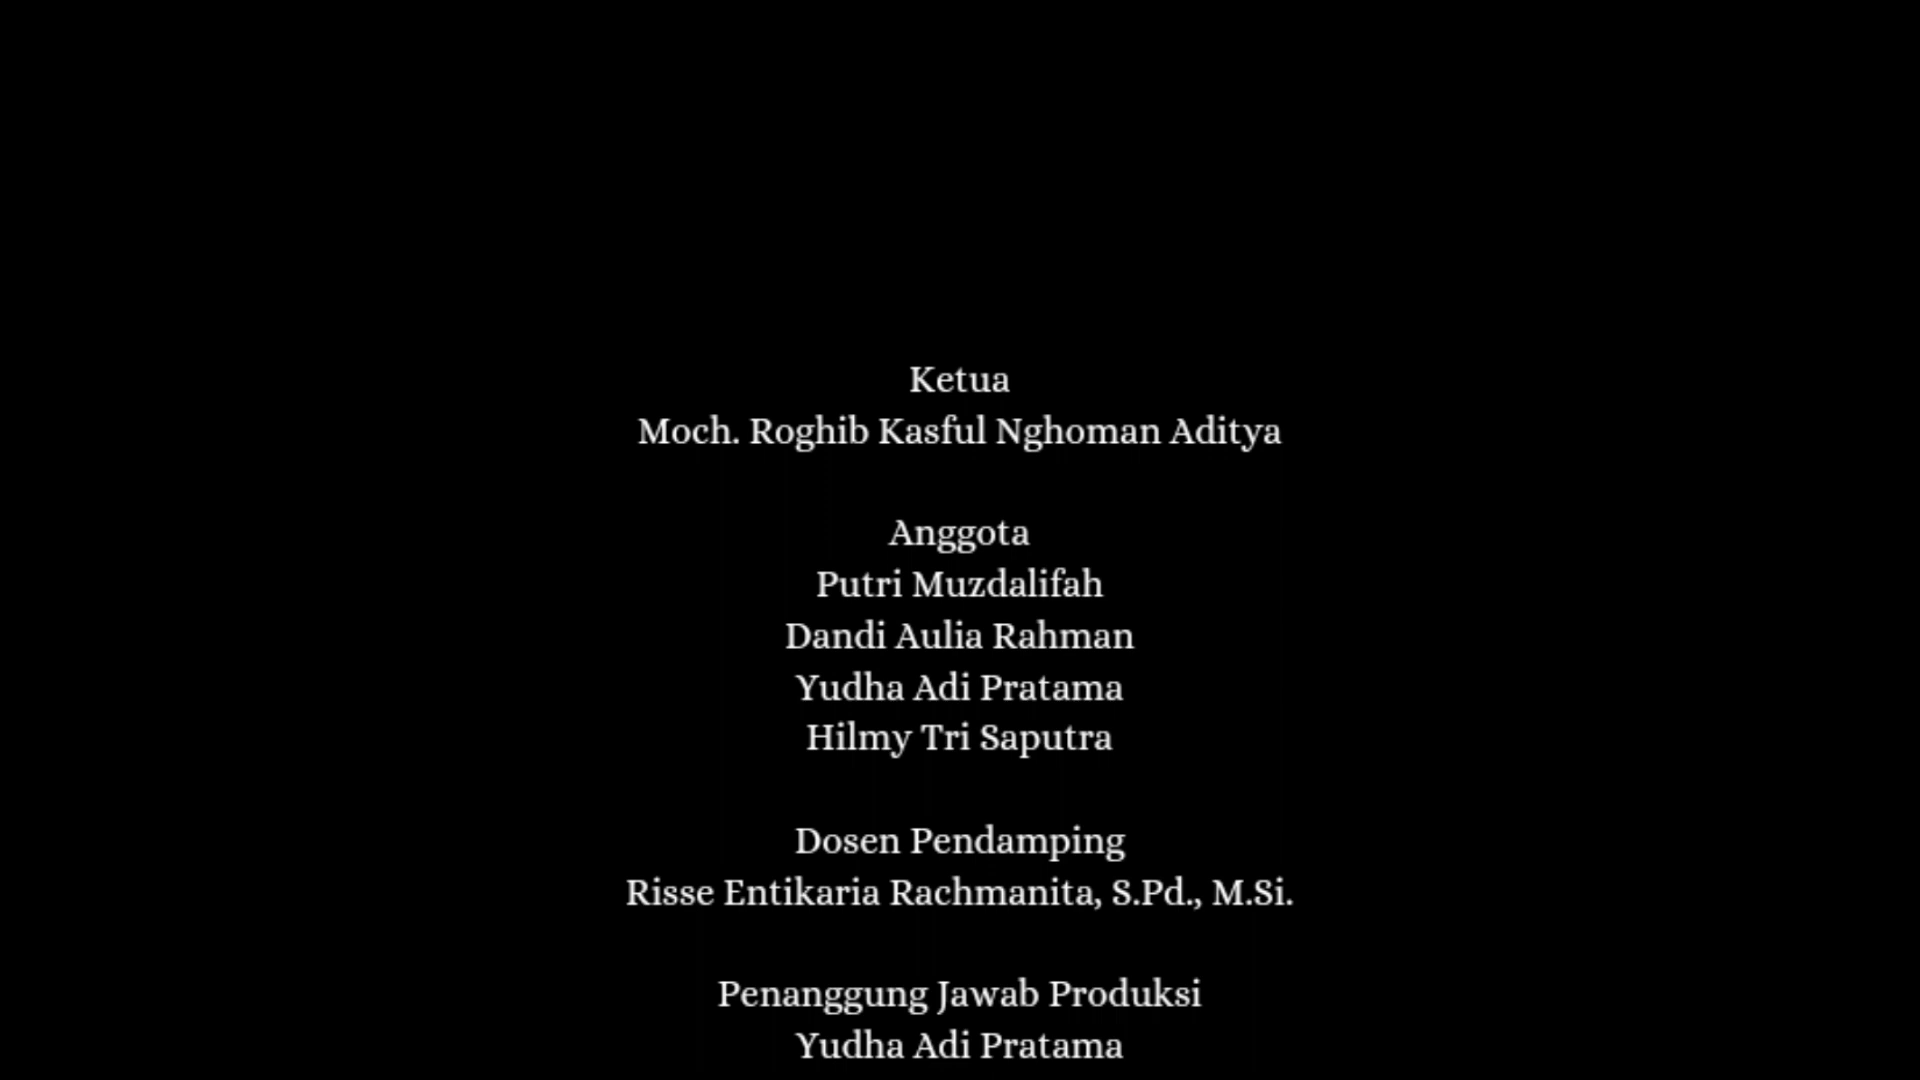 Ketua
Moch. Roghib Kasful Nghoman Aditya
Anggota
Putri Muzdalifah
Dandi Aulia Rahman
Yudha Adi Pratama
Hilmy Tri Saputra
Dosen Pendamping
Risse Entikaria Rachmanita, S.Pd., M.Si.
Penanggung Jawab Produksi
Yudha Adi Pratama